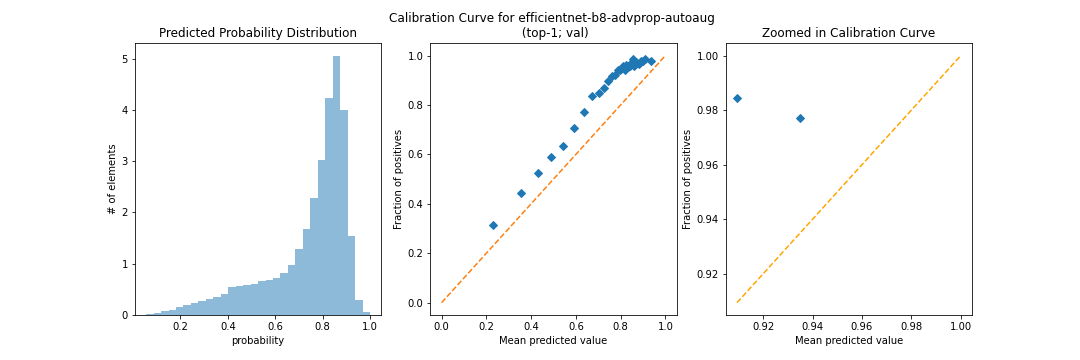 Calibration Curve for efficientnet-b8-advprop-autoaug
(top-1; val)
Predicted Probability Distribution
Zoomed in Calibration Curve
5
4
3
2
1
0
# of elements
0.2 0.4 0.6 0.8 1.0
probability
1.0
0.8
0.6
0.4
0.2
0.0
Fraction of positives
0.0 0.2 0.4 0.6 0.8 1.0
Mean predicted value
1.00
0.98
0.96
0.94
0.92
Fraction of positives
0.92 0.94 0.96 0.98 1.00
Mean predicted value